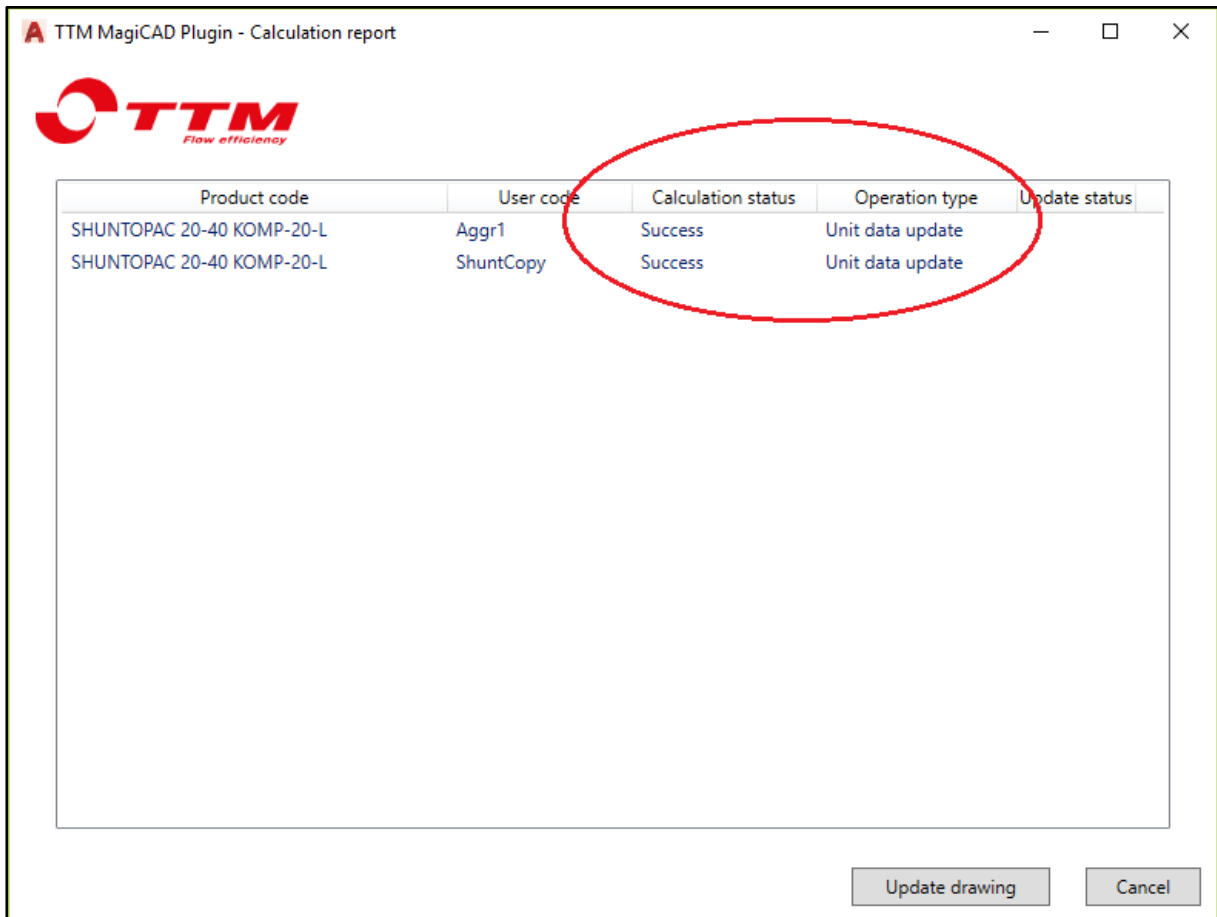 TTM MagiCAD Plugin - Calculation report
TTM
Flow efficiency
Product code User code Calculation status Operation type Update status
SHUNTOPAC 20-40 KOMP-20-L Aggr1 Success Unit data update
SHUNTOPAC 20-40 KOMP-20-L ShuntCopy Success Unit data update
Update drawing Cancel